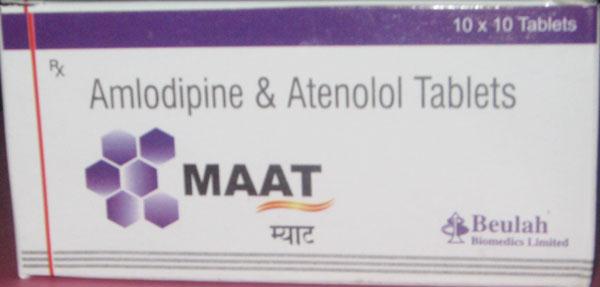 10 x 10 Tablets
Rx
Amlodipine & Atenolol Tablets
MAAT
म्याट
Beulah
Biomedics Limited